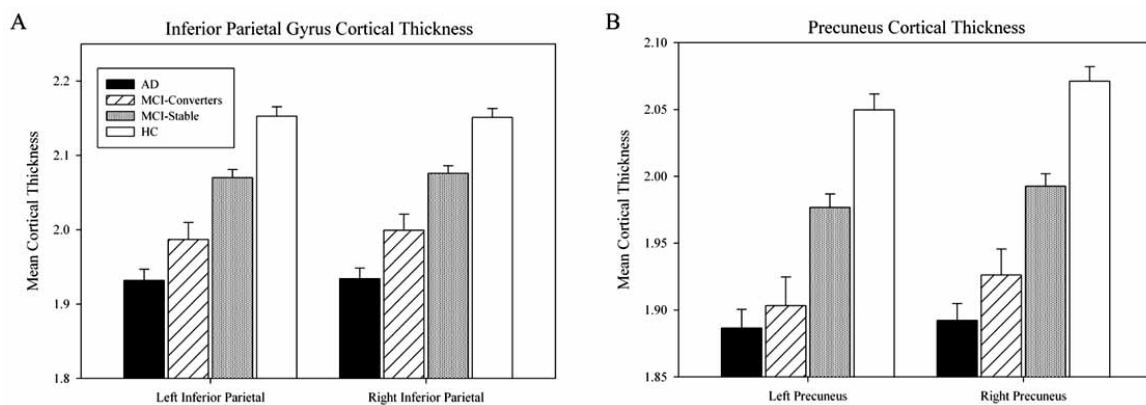 A
Inferior Parietal Gyrus Cortical Thickness
Mean Cortical Thickness
2.2
2.1
2.0
1.9
1.8
AD
MCI-Converters
MCI-Stable
HC
Left Inferior Parietal
Right Inferior Parietal
B
Precuneus Cortical Thickness
Mean Cortical Thickness
2.10
2.05
2.00
1.95
1.90
1.85
Left Precuneus
Right Precuneus